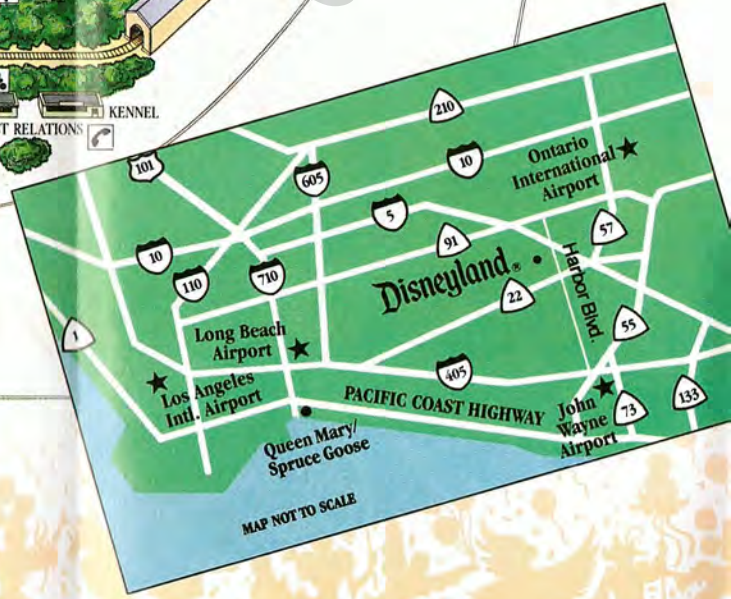 KENNEL
T RELATIONS
210
101
605
10
Ontario
International
Airport
5
10
91
57
110
710
Disneyland®
Harbor Blvd.
22
1
Long Beach
Airport
55
405
Los Angeles
Intl. Airport
PACIFIC COAST HIGHWAY
John
Wayne
Airport
73
133
Queen Mary/
Spruce Goose
MAP NOT TO SCALE